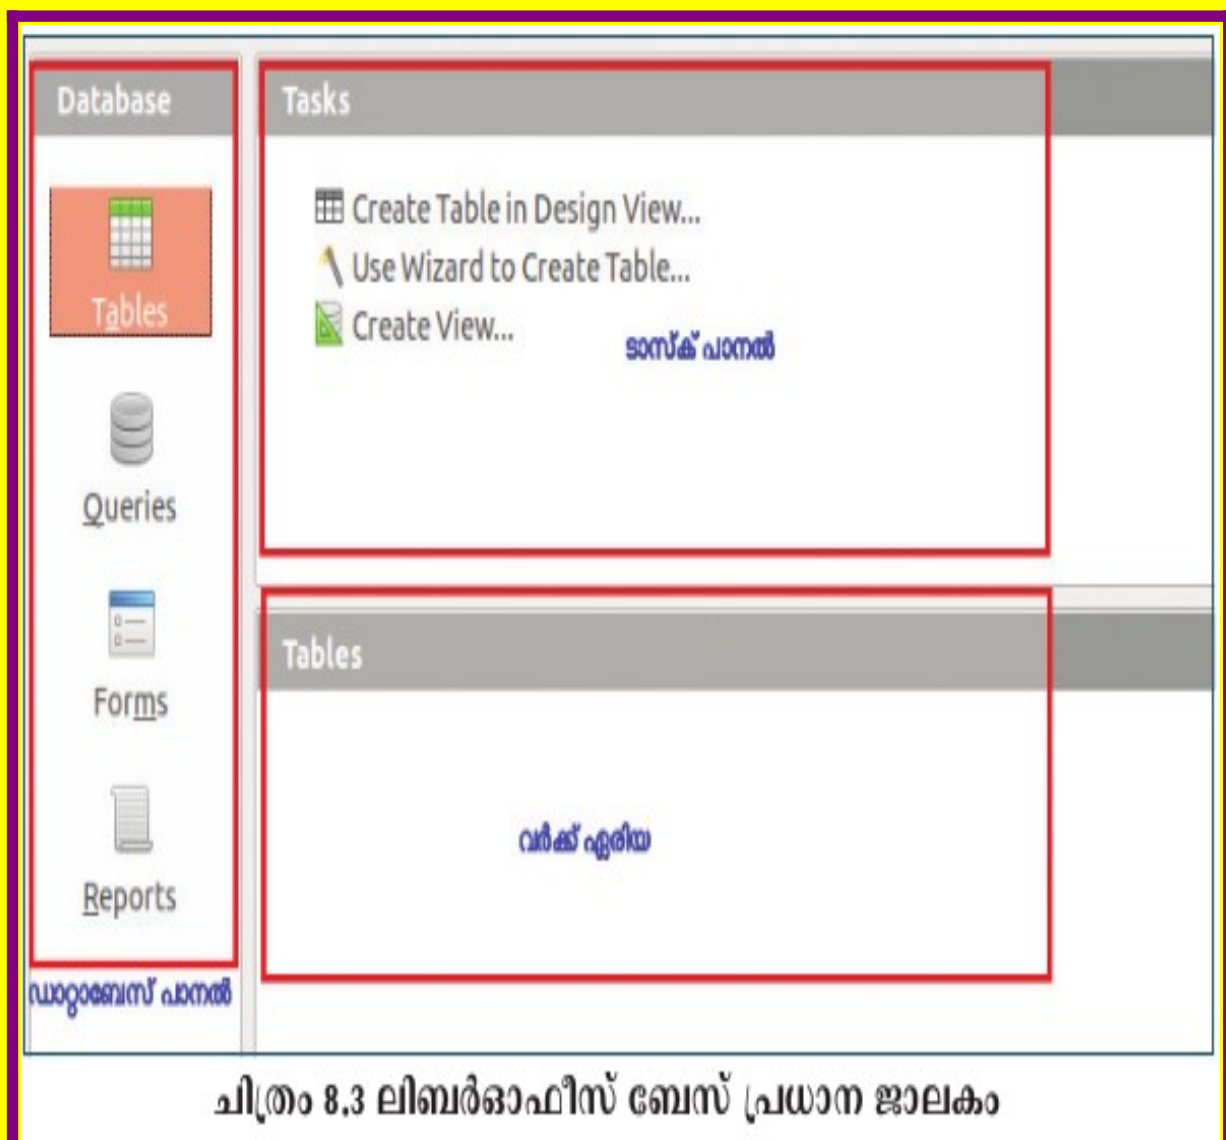 Database
Tables
Queries
Forms
Reports
ഡാറ്റാബേസ് പാനൽ
Tasks
Create Table in Design View...
Use Wizard to Create Table...
Create View...
ടാസ്ക് പാനൽ
Tables
വർക്ക് ഏരിയ
ചിത്രം 8.3 ലിബർഓഫീസ് ബേസ് പ്രധാന ജാലകം